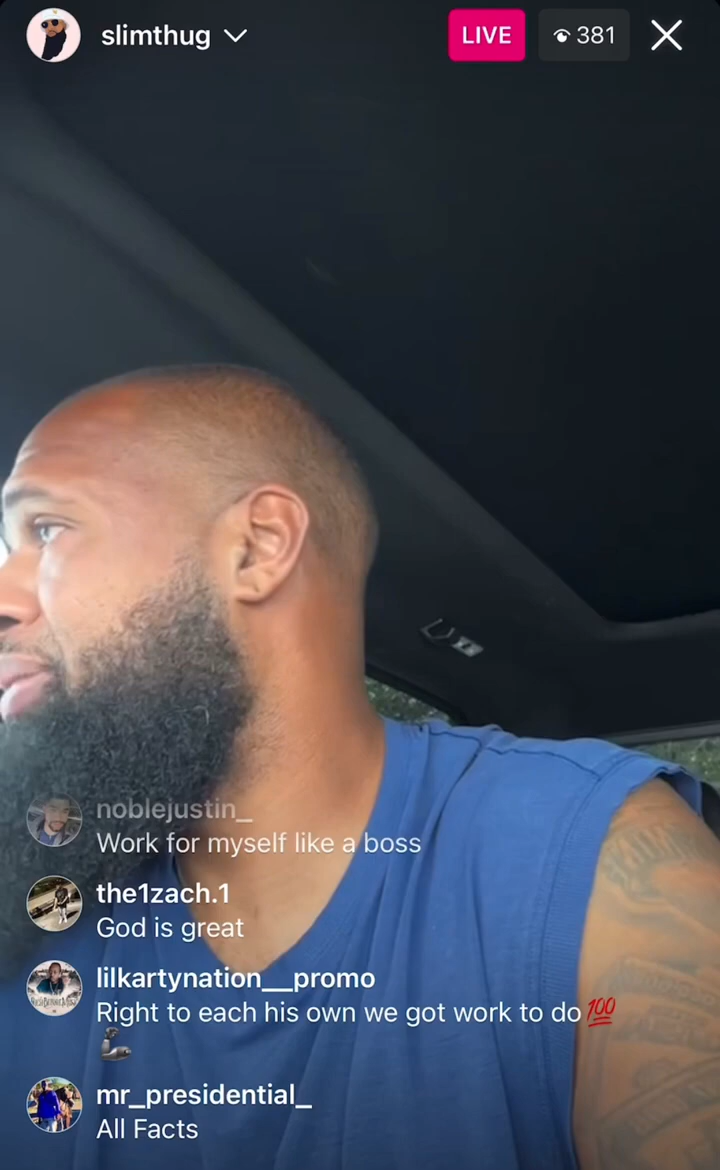 slimthug
LIVE
381
noblejustin_
Work for myself like a boss
the1zach.1
God is great
lilkartynation__promo
Right to each his own we got work to do💯
💪🏿
mr_presidential_
All Facts